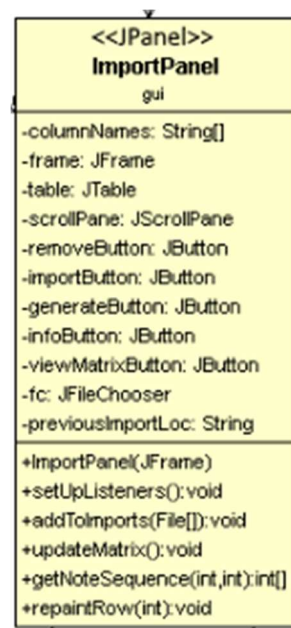 <<JPanel>>
ImportPanel
gui
-columnNames: String[]
-frame: JFrame
-table: JTable
-scrollPane: JScrollPane
-removeButton: JButton
-importButton: JButton
-generateButton: JButton
-infoButton: JButton
-viewMatrixButton: JButton
-fc: JFileChooser
-previousImportLoc: String
+ImportPanel(JFrame)
+setUpListeners():void
+addToImports(File[]):void
+updateMatrix():void
+getNoteSequence(int,int):int[]
+repaintRow(int):void